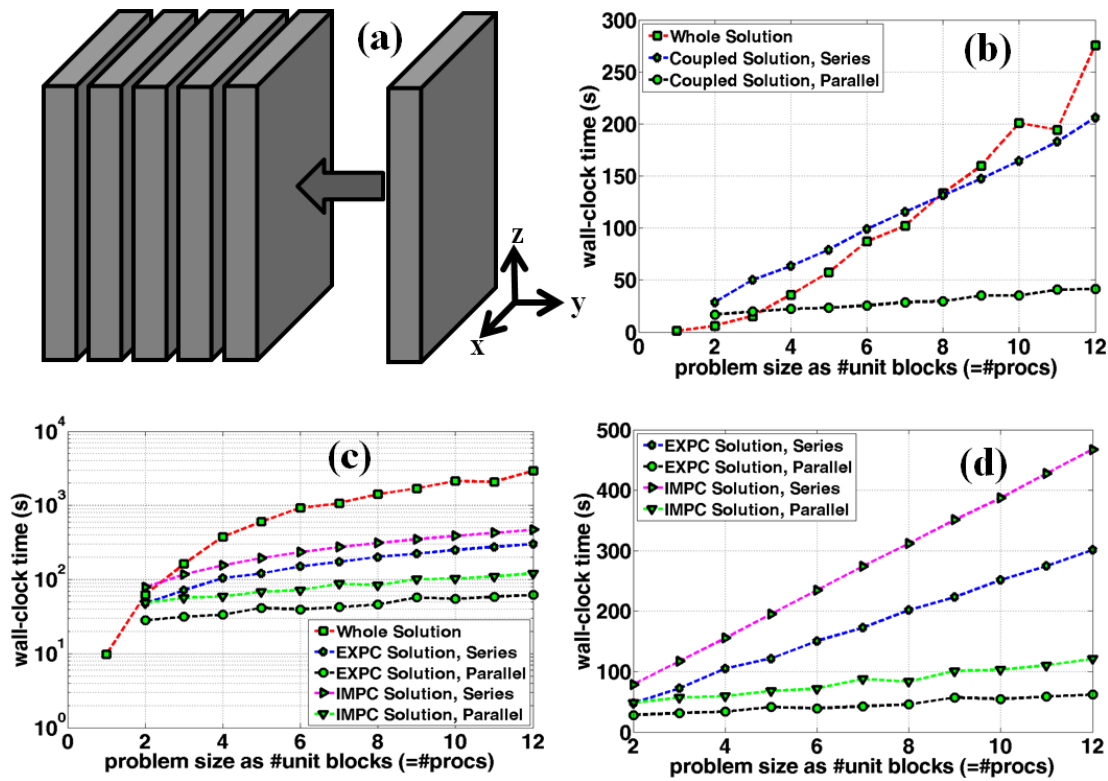 (a)
z
y
x
(b)
Whole Solution
Coupled Solution, Series
Coupled Solution, Parallel
wall-clock time (s)
300
250
200
150
100
50
0
0 2 4 6 8 10 12
problem size as #unit blocks (=#procs)
(c)
wall-clock time (s)
10^4
10^3
10^2
10^1
10^0
Whole Solution
EXPC Solution, Series
EXPC Solution, Parallel
IMPC Solution, Series
IMPC Solution, Parallel
0 2 4 6 8 10 12
problem size as #unit blocks (=#procs)
(d)
EXPC Solution, Series
EXPC Solution, Parallel
IMPC Solution, Series
IMPC Solution, Parallel
wall-clock time (s)
500
400
300
200
100
0
2 4 6 8 10 12
problem size as #unit blocks (=#procs)